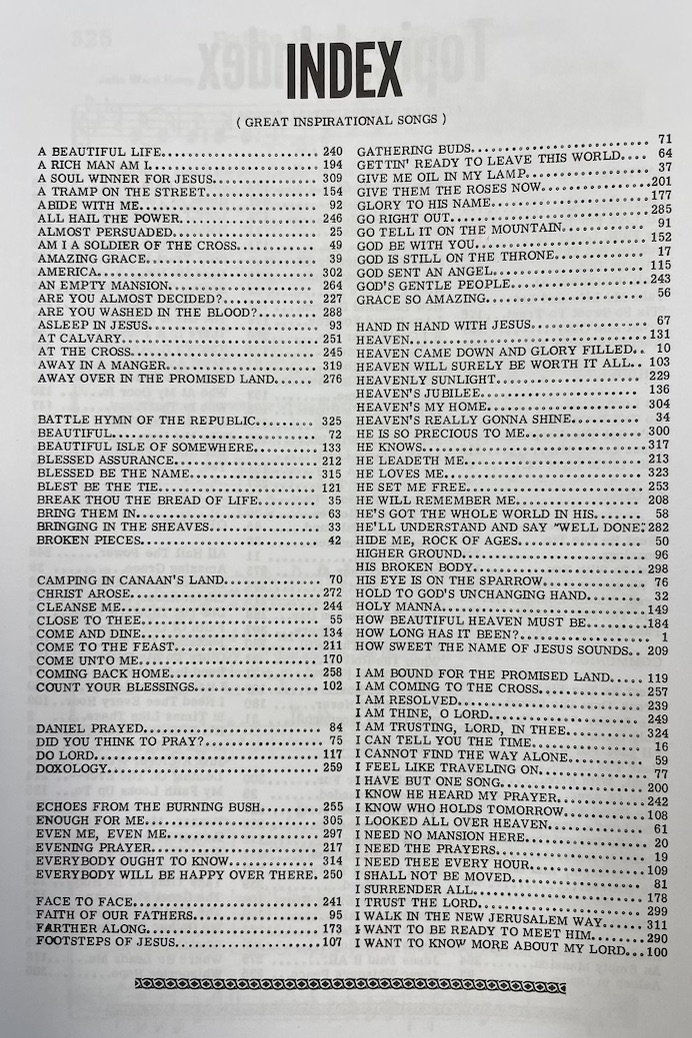 INDEX
( GREAT INSPIRATIONAL SONGS )
A BEAUTIFUL LIFE. 240
A RICH MAN AM I. 194
A SOUL WINNER FOR JESUS. 309
A TRAMP ON THE STREET. 154
ABIDE WITH ME. 92
ALL HAIL THE POWER. 246
ALMOST PERSUADED. 25
AM I A SOLDIER OF THE CROSS. 49
AMAZING GRACE. 39
AMERICA. 302
AN EMPTY MANSION. 264
ARE YOU ALMOST DECIDED? 227
ARE YOU WASHED IN THE BLOOD? 288
ASLEEP IN JESUS. 93
AT CALVARY. 251
AT THE CROSS. 245
AWAY IN A MANGER. 319
AWAY OVER IN THE PROMISED LAND. 276
BATTLE HYMN OF THE REPUBLIC. 325
BEAUTIFUL. 72
BEAUTIFUL ISLE OF SOMEWHERE. 133
BLESSED ASSURANCE. 212
BLESSED BE THE NAME. 315
BLEST BE THE TIE. 121
BREAK THOU THE BREAD OF LIFE. 35
BRING THEM IN. 63
BRINGING IN THE SHEAVES. 33
BROKEN PIECES. 42
CAMPING IN CANAAN'S LAND. 70
CHRIST AROSE. 272
CLEANSE ME. 244
CLOSE TO THEE. 55
COME AND DINE. 134
COME TO THE FEAST. 211
COME UNTO ME. 170
COMING BACK HOME. 258
COUNT YOUR BLESSINGS. 102
DANIEL PRAYED. 84
DID YOU THINK TO PRAY? 75
DO LORD. 117
DOXOLOGY. 259
ECHOES FROM THE BURNING BUSH. 255
ENOUGH FOR ME. 305
EVEN ME, EVEN ME. 297
EVENING PRAYER. 217
EVERYBODY OUGHT TO KNOW. 314
EVERYBODY WILL BE HAPPY OVER THERE. 250
FACE TO FACE. 241
FAITH OF OUR FATHERS. 95
FARTHER ALONG. 173
FOOTSTEPS OF JESUS. 107
GATHERING BUDS. 71
GETTIN' READY TO LEAVE THIS WORLD. 64
GIVE ME OIL IN MY LAMP. 37
GIVE THEM THE ROSES NOW. 201
GLORY TO HIS NAME. 177
GO RIGHT OUT. 285
GO TELL IT ON THE MOUNTAIN. 91
GOD BE WITH YOU. 152
GOD IS STILL ON THE THRONE. 17
GOD SENT AN ANGEL. 115
GOD'S GENTLE PEOPLE. 243
GRACE SO AMAZING. 56
HAND IN HAND WITH JESUS. 67
HEAVEN. 131
HEAVEN CAME DOWN AND GLORY FILLED. 10
HEAVEN WILL SURELY BE WORTH IT ALL. 103
HEAVENLY SUNLIGHT. 229
HEAVEN'S JUBILEE. 136
HEAVEN'S MY HOME. 304
HEAVEN'S REALLY GONNA SHINE. 34
HE IS SO PRECIOUS TO ME. 300
HE KNOWS. 317
HE LEADETH ME. 213
HE LOVES ME. 323
HE SET ME FREE. 253
HE WILL REMEMBER ME. 208
HE'S GOT THE WHOLE WORLD IN HIS. 58
HE'LL UNDERSTAND AND SAY "WELL DONE." 282
HIDE ME, ROCK OF AGES. 50
HIGHER GROUND. 96
HIS BROKEN BODY. 298
HIS EYE IS ON THE SPARROW. 76
HOLD TO GOD'S UNCHANGING HAND. 32
HOLY MANNA. 149
HOW BEAUTIFUL HEAVEN MUST BE. 184
HOW LONG HAS IT BEEN? 1
HOW SWEET THE NAME OF JESUS SOUNDS. 209
I AM BOUND FOR THE PROMISED LAND. 119
I AM COMING TO THE CROSS. 257
I AM RESOLVED. 239
I AM THINE, O LORD. 249
I AM TRUSTING, LORD, IN THEE. 324
I CAN TELL YOU THE TIME. 16
I CANNOT FIND THE WAY ALONE. 59
I FEEL LIKE TRAVELING ON. 77
I HAVE BUT ONE SONG. 200
I KNOW HE HEARD MY PRAYER. 242
I KNOW WHO HOLDS TOMORROW. 108
I LOOKED ALL OVER HEAVEN. 61
I NEED NO MANSION HERE. 20
I NEED THE PRAYERS. 19
I NEED THEE EVERY HOUR. 109
I SHALL NOT BE MOVED. 81
I SURRENDER ALL. 178
I TRUST THE LORD. 299
I WALK IN THE NEW JERUSALEM WAY. 311
I WANT TO BE READY TO MEET HIM. 290
I WANT TO KNOW MORE ABOUT MY LORD. 100